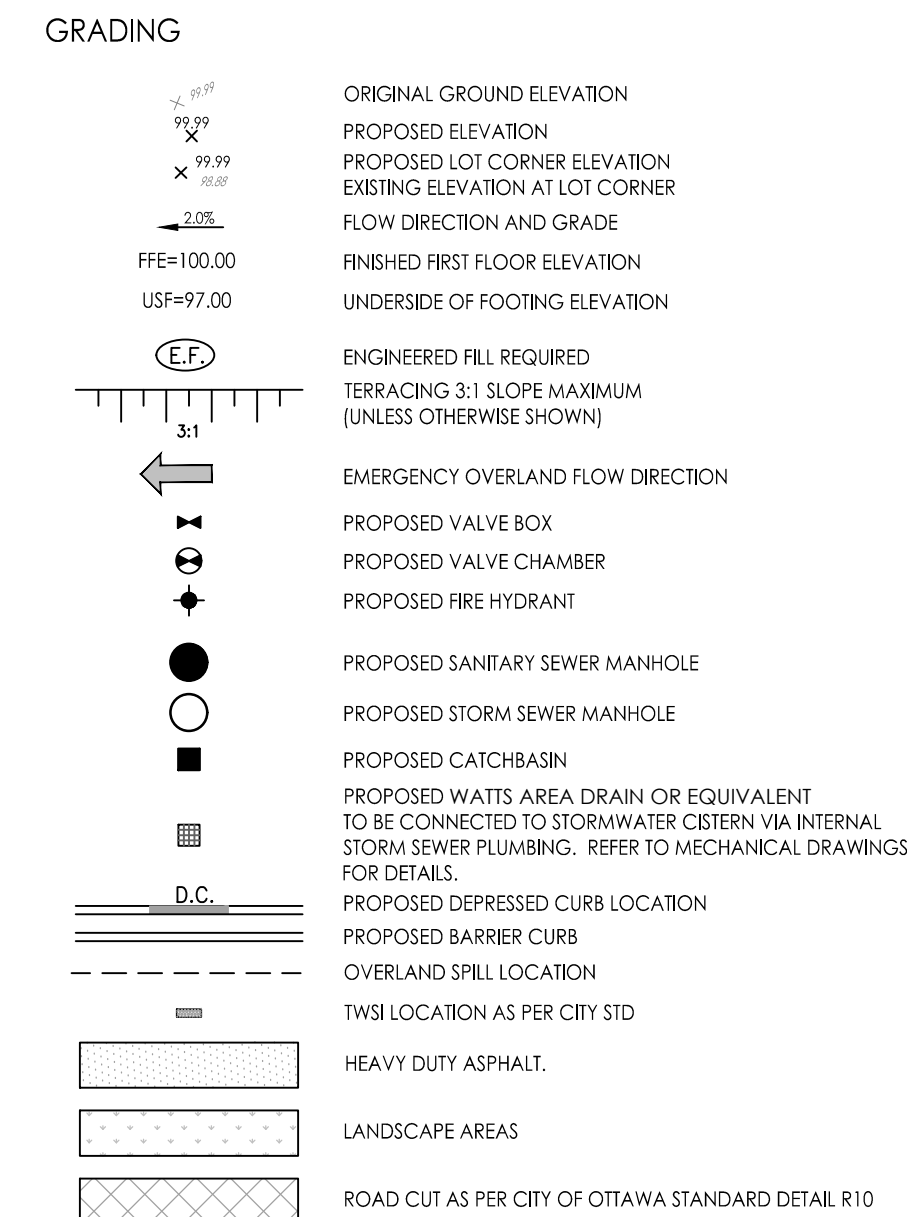 GRADING
99.99 ORIGINAL GROUND ELEVATION
99.99 PROPOSED ELEVATION
99.99 PROPOSED LOT CORNER ELEVATION
98.88 EXISTING ELEVATION AT LOT CORNER
2.0% FLOW DIRECTION AND GRADE
FFE=100.00 FINISHED FIRST FLOOR ELEVATION
USF=97.00 UNDERSIDE OF FOOTING ELEVATION
E.F. ENGINEERED FILL REQUIRED
TERRACING 3:1 SLOPE MAXIMUM
(UNLESS OTHERWISE SHOWN)
3:1
EMERGENCY OVERLAND FLOW DIRECTION
PROPOSED VALVE BOX
PROPOSED VALVE CHAMBER
PROPOSED FIRE HYDRANT
PROPOSED SANITARY SEWER MANHOLE
PROPOSED STORM SEWER MANHOLE
PROPOSED CATCHBASIN
PROPOSED WATTS AREA DRAIN OR EQUIVALENT
TO BE CONNECTED TO STORMWATER CISTERN VIA INTERNAL
STORM SEWER PLUMBING. REFER TO MECHANICAL DRAWINGS
FOR DETAILS.
D.C. PROPOSED DEPRESSED CURB LOCATION
PROPOSED BARRIER CURB
OVERLAND SPILL LOCATION
TWSI LOCATION AS PER CITY STD
HEAVY DUTY ASPHALT.
LANDSCAPE AREAS
ROAD CUT AS PER CITY OF OTTAWA STANDARD DETAIL R10